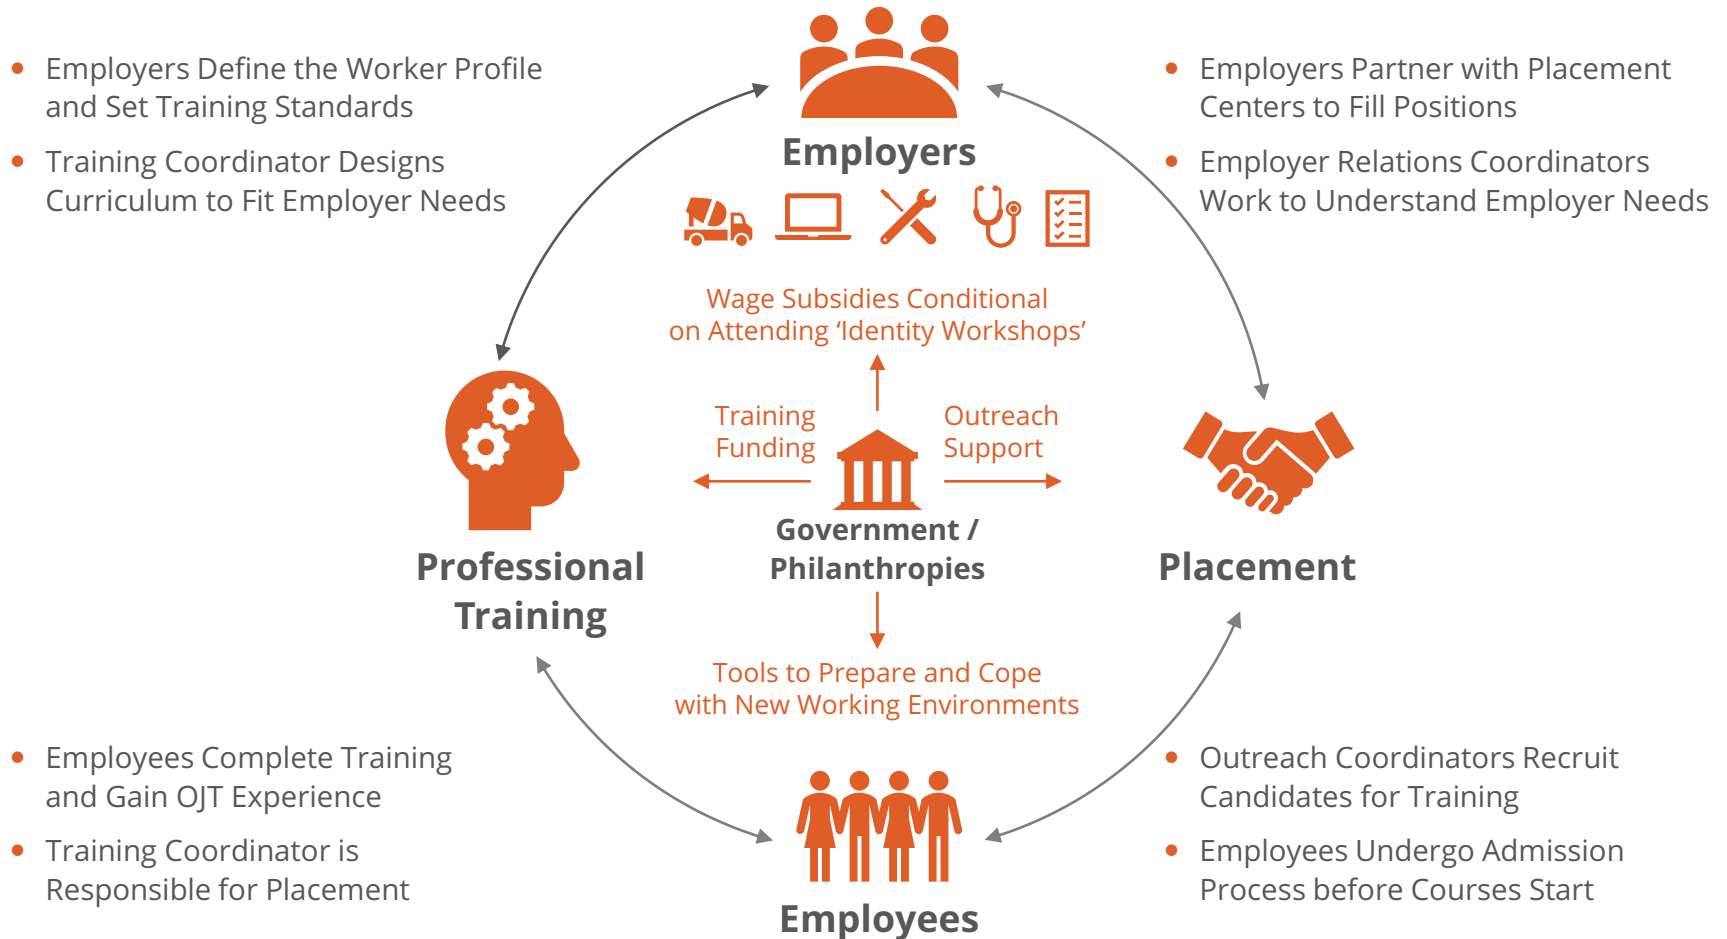 Employers Define the Worker Profile
and Set Training Standards
Training Coordinator Designs
Curriculum to Fit Employer Needs
Employers
Employers Partner with Placement
Centers to Fill Positions
Employer Relations Coordinators
Work to Understand Employer Needs
Wage Subsidies Conditional
on Attending ‘Identity Workshops’
Training
Funding
Outreach
Support
Government /
Philanthropies
Professional
Training
Placement
Tools to Prepare and Cope
with New Working Environments
Employees Complete Training
and Gain OJT Experience
Training Coordinator is
Responsible for Placement
Employees
Outreach Coordinators Recruit
Candidates for Training
Employees Undergo Admission
Process before Courses Start